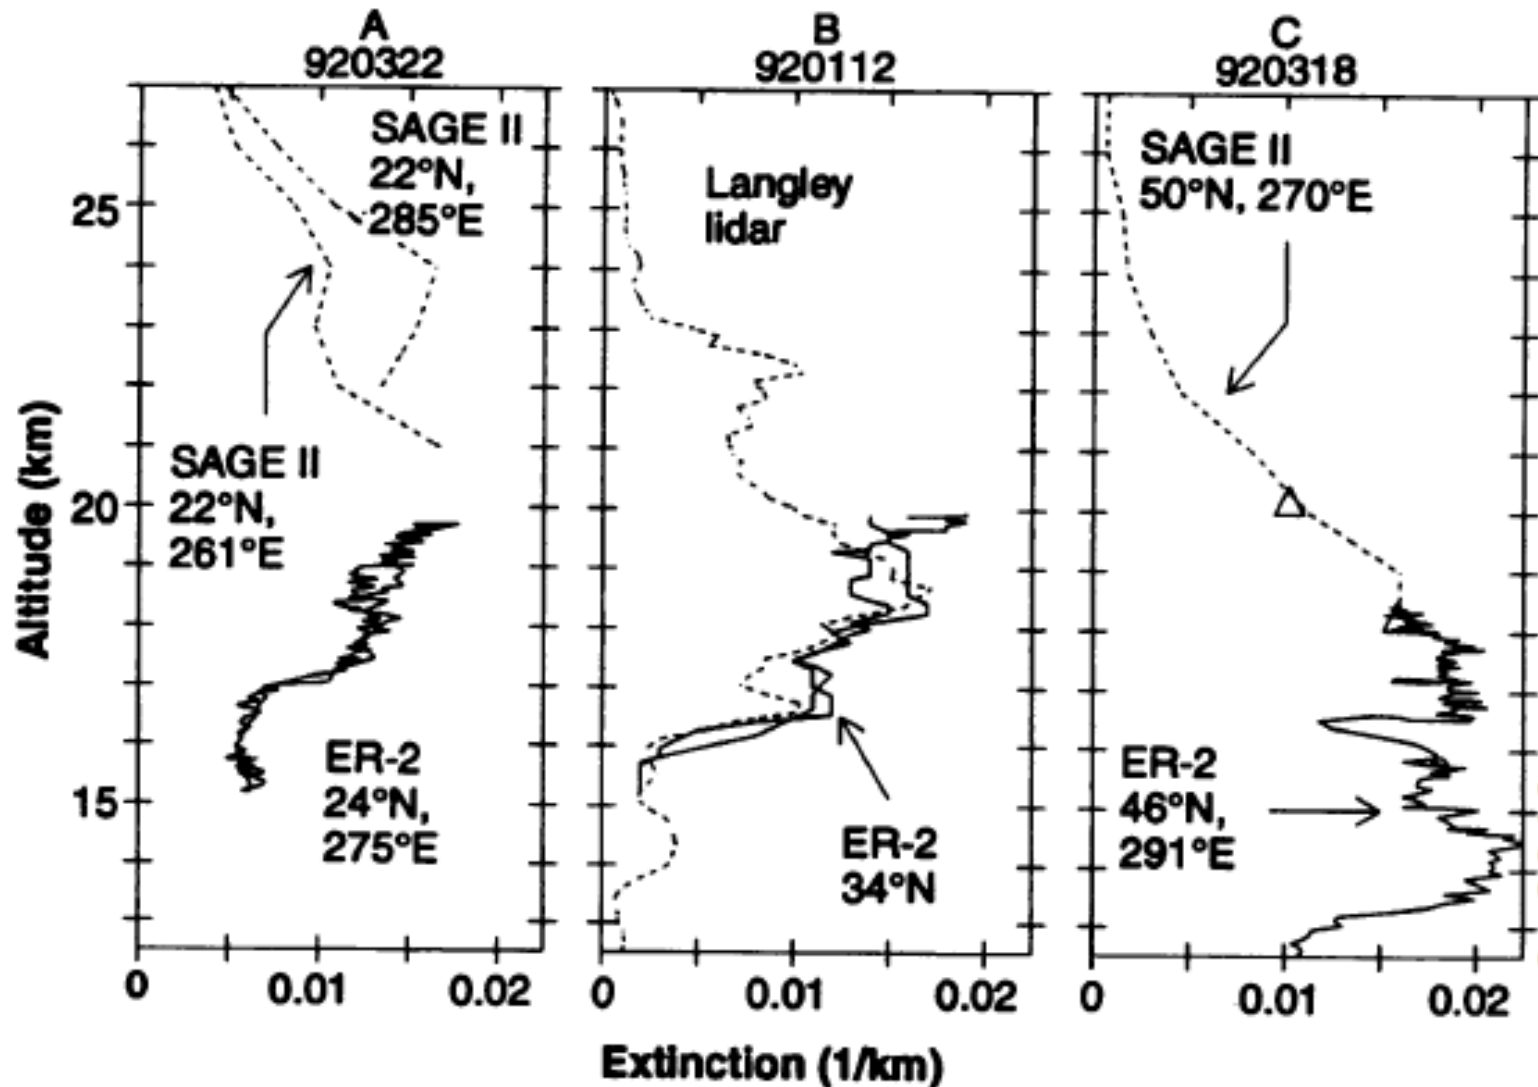 A
920322
SAGE II
22°N,
285°E
SAGE II
22°N,
261°E
ER-2
24°N,
275°E
B
920112
Langley
lidar
ER-2
34°N
C
920318
SAGE II
50°N, 270°E
ER-2
46°N,
291°E
Altitude (km)
25
20
15
0 0.01 0.02
0 0.01 0.02
0 0.01 0.02
Extinction (1/km)